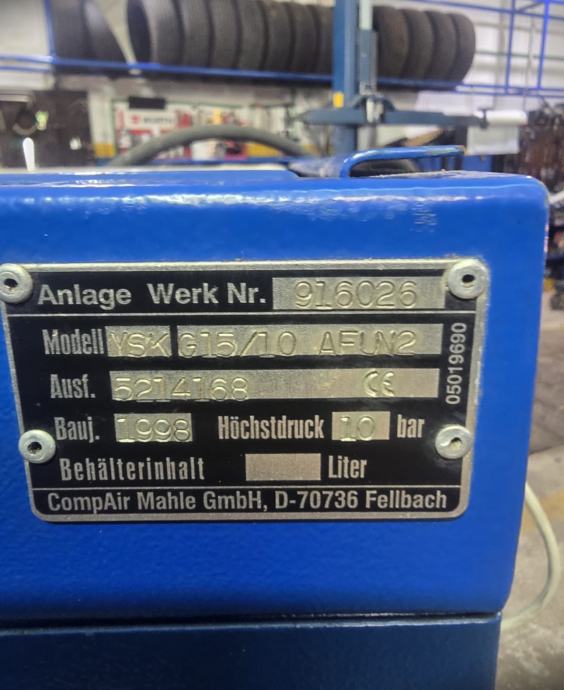 Anlage Werk Nr. 916026
Modell YSK G15/10 AFUN2
Ausf. 5214168 CE
Bauj. 1998 Höchstdruck 10 bar
Behälterinhalt Liter
CompAir Mahle GmbH, D-70736 Fellbach
05019690